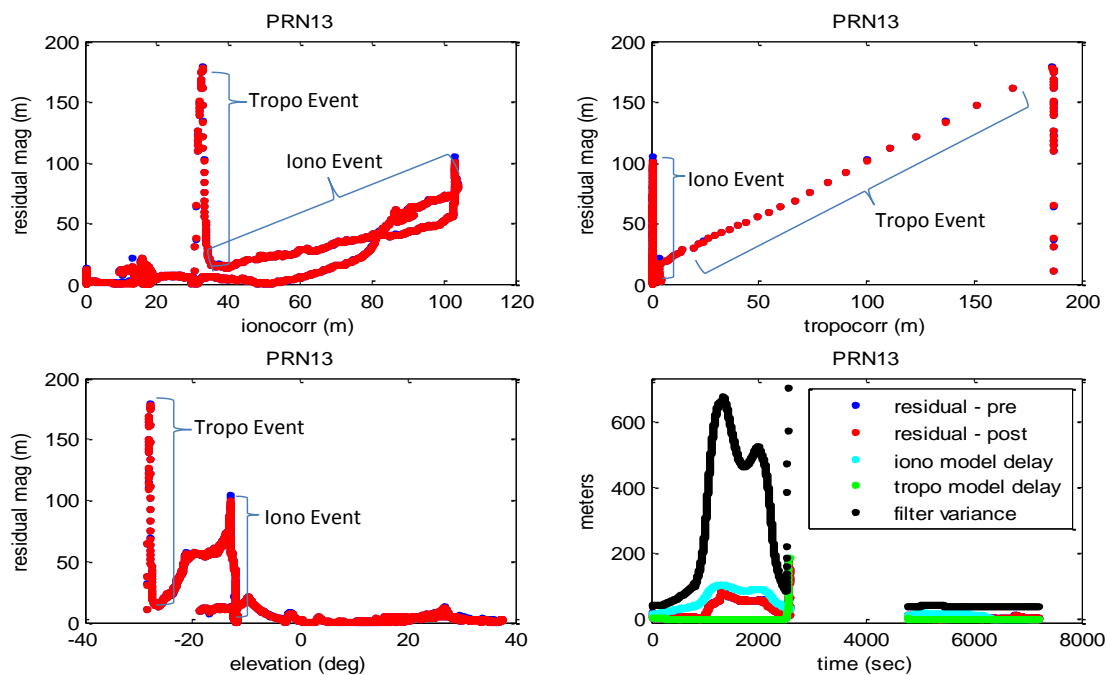 PRN13
200
150
100
50
0
residual mag (m)
Tropo Event
Iono Event
0 20 40 60 80 100 120
ionocorr (m)
PRN13
200
150
100
50
0
residual mag (m)
Iono Event
Tropo Event
0 50 100 150 200
tropocorr (m)
PRN13
200
150
100
50
0
residual mag (m)
Tropo Event
Iono Event
-40 -20 0 20 40
elevation (deg)
PRN13
600
400
200
0
meters
residual - pre
residual - post
iono model delay
tropo model delay
filter variance
0 2000 4000 6000 8000
time (sec)